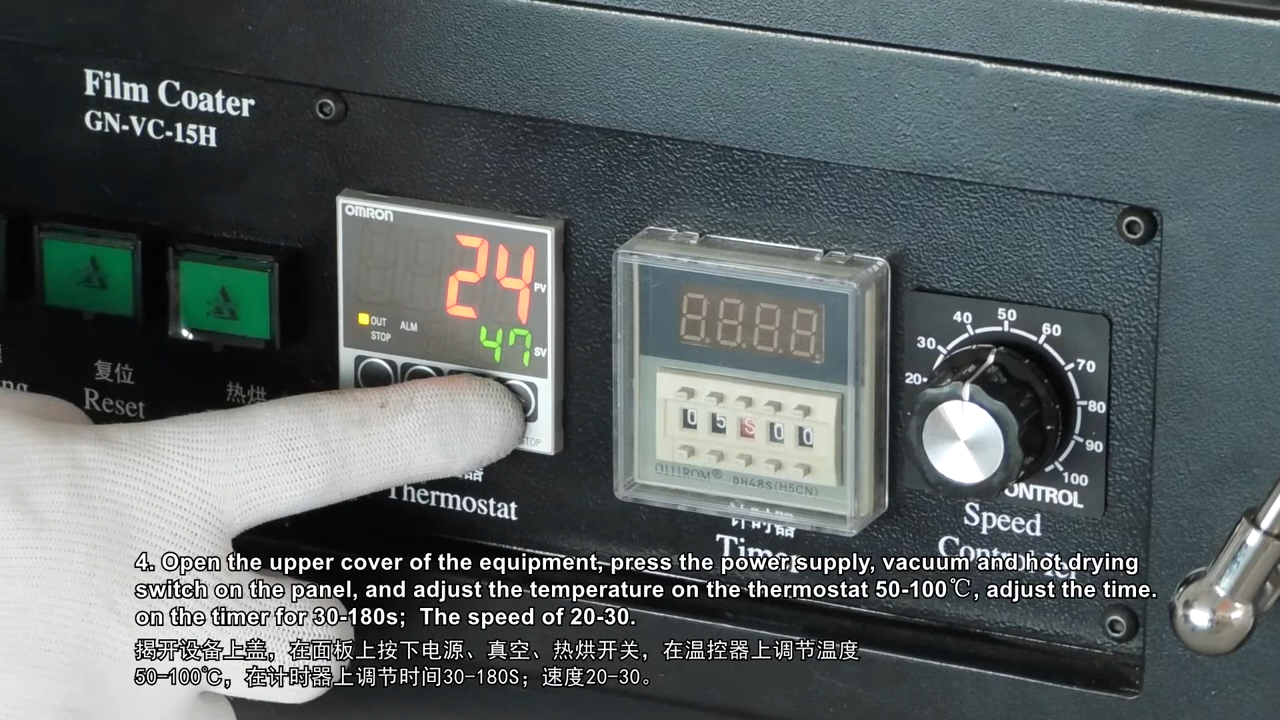 Film Coater
GN-VC-15H
OMRON
24
PV
OUT
ALM
STOP
47
SV
STOP
复位
Reset
热烘
Thermostat
8.8.8.8.
0 5 S 0 0
DH48S(H5CN)
计时器
Timer
20
30
40
50
60
70
80
90
100
Speed
4. Open the upper cover of the equipment, press the power supply, vacuum and hot drying
switch on the panel, and adjust the temperature on the thermostat 50-100℃, adjust the time.
on the timer for 30-180s; The speed of 20-30.
揭开设备上盖，在面板上按下电源、真空、热烘开关，在温控器上调节温度
50-100℃，在计时器上调节时间30-180S；速度20-30。